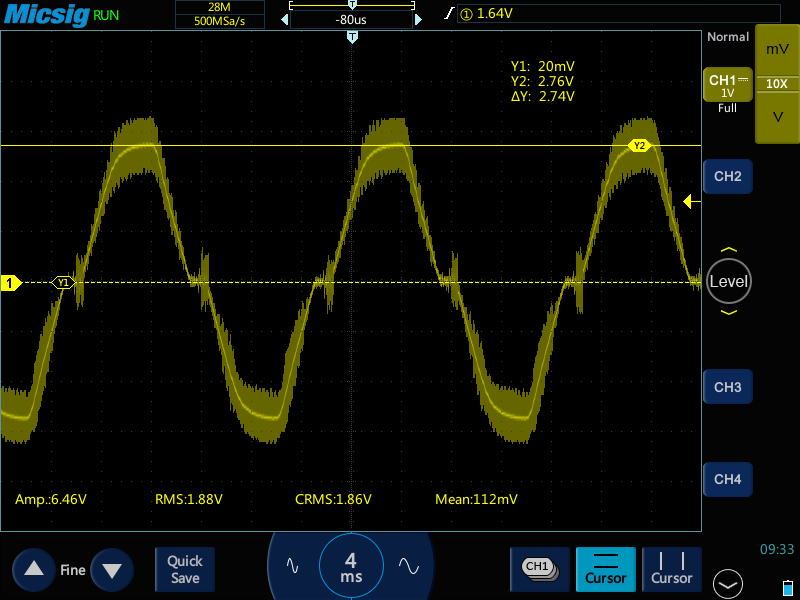 Micsig RUN
28M
500MSa/s
T
-80us
1 1.64V
T
Normal
mV
CH1
1V
Full
10X
V
Y1: 20mV
Y2: 2.76V
ΔY: 2.74V
Y2
CH2
1
Y1
Level
CH3
CH4
Amp.:6.46V RMS:1.88V CRMS:1.86V Mean:112mV
Fine
Quick
Save
4
ms
CH1
Cursor
Cursor
09:33